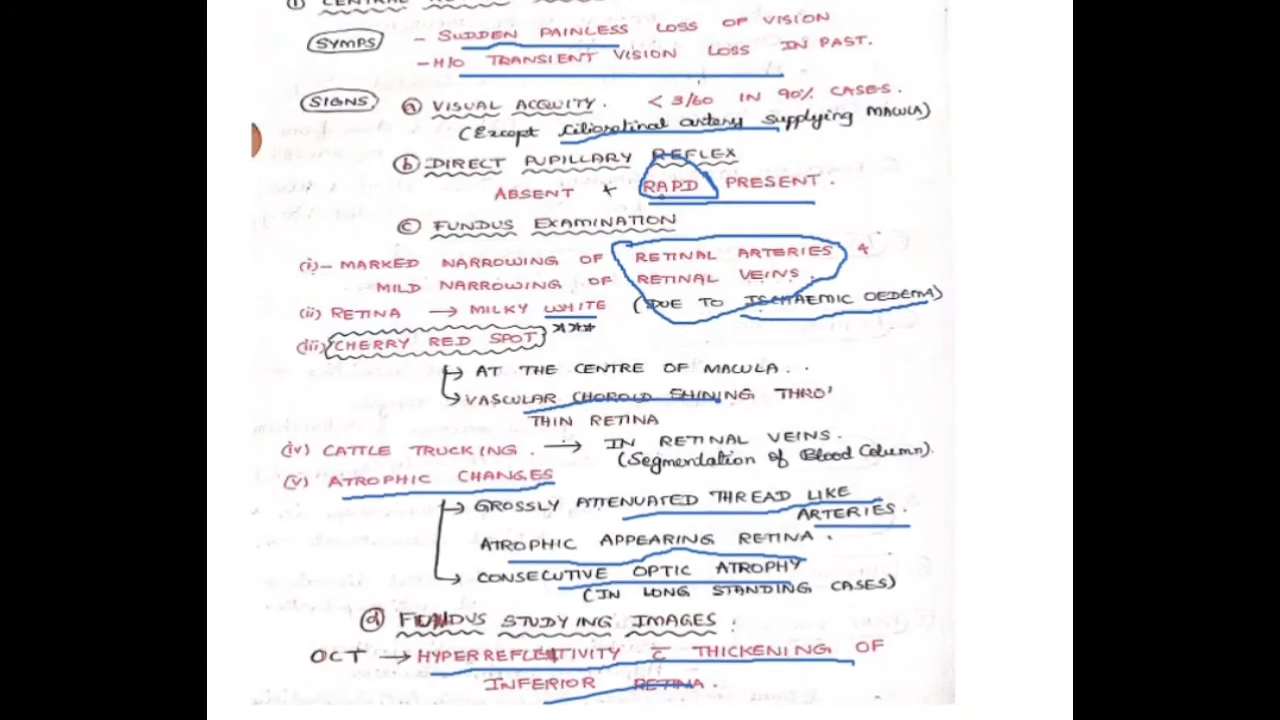 ① CENTRAL
SYMPS - SUDDEN PAINLESS LOSS OF VISION
- H/O TRANSIENT VISION LOSS IN PAST.
SIGNS ⓐ VISUAL ACQUITY. < 3/60 IN 90% CASES.
(Except cilioretinal artery supplying MACULA)
ⓑ DIRECT PUPILLARY REFLEX
ABSENT + RAPD PRESENT.
ⓒ FUNDUS EXAMINATION
(i) - MARKED NARROWING OF RETINAL ARTERIES &
MILD NARROWING OF RETINAL VEINS.
(ii) RETINA → MILKY WHITE (DUE TO ISCHAEMIC OEDEMA)
(iii) CHERRY RED SPOT ***
↳ AT THE CENTRE OF MACULA..
↳ VASCULAR CHOROID SHINING THRO'
THIN RETINA
(iv) CATTLE TRUCKING. → IN RETINAL VEINS.
(Segmentation of Blood Column).
(v) ATROPHIC CHANGES
↳ GROSSLY ATTENUATED THREAD LIKE
ARTERIES.
ATROPHIC APPEARING RETINA.
↳ CONSECUTIVE OPTIC ATROPHY
(IN LONG STANDING CASES)
ⓓ FUNDUS STUDYING IMAGES.
OCT → HYPERREFLECTIVITY c̄ THICKENING OF
INFERIOR RETINA.